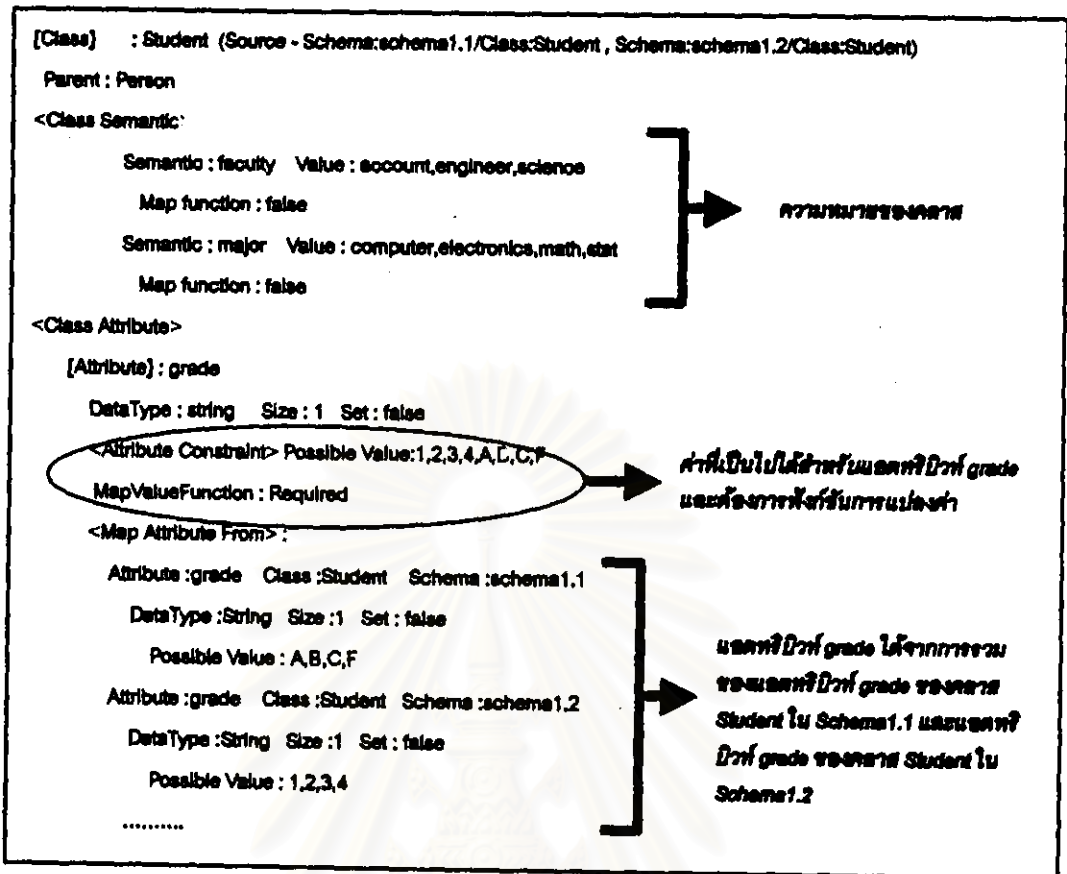 [Class} : Student (Source - Schema:schema1.1/Class:Student , Schema:schema1.2/Class:Student)
Parent : Person
<Class Semantic:
Semantic : faculty Value : account,engineer,science
Map function : false
Semantic : major Value : computer,electronics,math,stat
Map function : false
ความหมายของคลาส
<Class Attribute>
[Attribute} : grade
DataType : string Size : 1 Set : false
<Attribute Constraint> Possible Value:1,2,3,4,A,B,C,F
MapValueFunction : Required
ค่าที่เป็นไปได้สำหรับแอตทริบิวท์ grade
และต้องการฟังก์ชันการแปลงค่า
<Map Attribute From> :
Attribute :grade Class :Student Schema :schema1.1
DataType :String Size :1 Set : false
Possible Value : A,B,C,F
Attribute :grade Class :Student Schema :schema1.2
DataType :String Size :1 Set : false
Possible Value : 1,2,3,4
..........
แอตทริบิวท์ grade ได้จากการรวม
ของแอตทริบิวท์ grade ของคลาส
Student ใน Schema1.1 และแอตทริ
บิวท์ grade ของคลาส Student ใน
Schema1.2